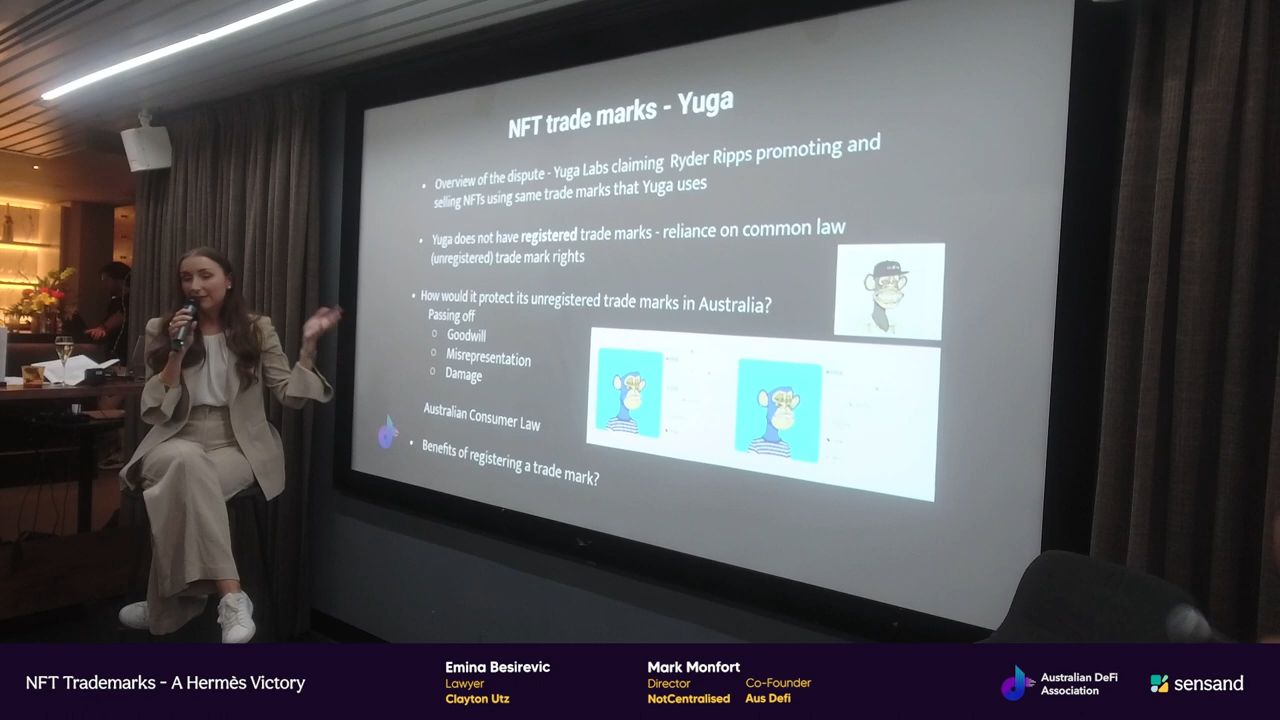 NFT trade marks - Yuga
• Overview of the dispute - Yuga Labs claiming Ryder Ripps promoting and
selling NFTs using same trade marks that Yuga uses
• Yuga does not have registered trade marks - reliance on common law
(unregistered) trade mark rights
• How would it protect its unregistered trade marks in Australia?
Passing off
○ Goodwill
○ Misrepresentation
○ Damage
Australian Consumer Law
• Benefits of registering a trade mark?
NFT Trademarks - A Hermès Victory
Emina Besirevic
Lawyer
Clayton Utz
Mark Monfort
Director
NotCentralised
Co-Founder
Aus Defi
Australian DeFi
Association
sensand